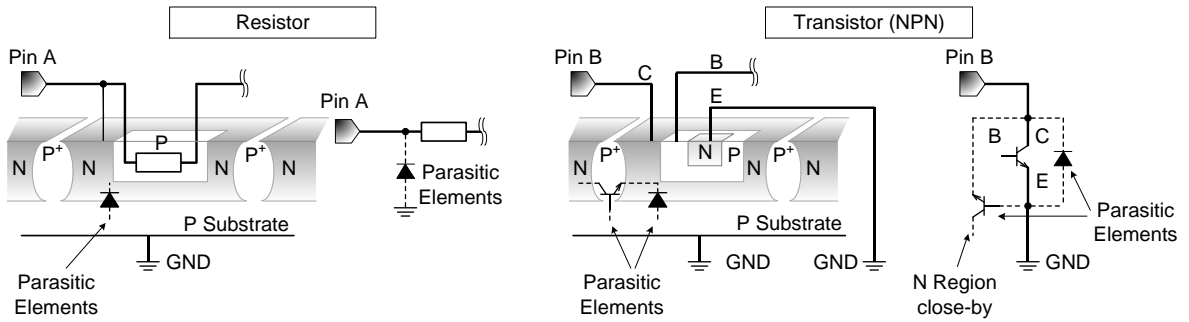 Resistor
Transistor (NPN)
Pin A
Pin B
Pin B
C
B
E
Pin A
N
P+
N
P
N
P+
N
Parasitic
Elements
N
P+
N
N
P
P+
N
B
C
E
P Substrate
P Substrate
Parasitic
Elements
GND
GND
GND
GND
Parasitic
Elements
Parasitic
Elements
N Region
close-by